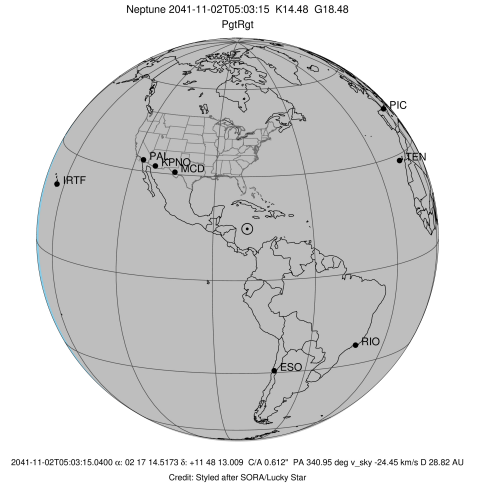 Neptune 2041-11-02T05:03:15 K14.48 G18.48
PgtRgt
PIC
TEN
PAL
KPNO
MCD
IRTF
RIO
ESO
2041-11-02T05:03:15.0400 α: 02 17 14.5173 δ: +11 48 13.009 C/A 0.612" PA 340.95 deg v_sky -24.45 km/s D 28.82 AU
Credit: Styled after SORA/Lucky Star